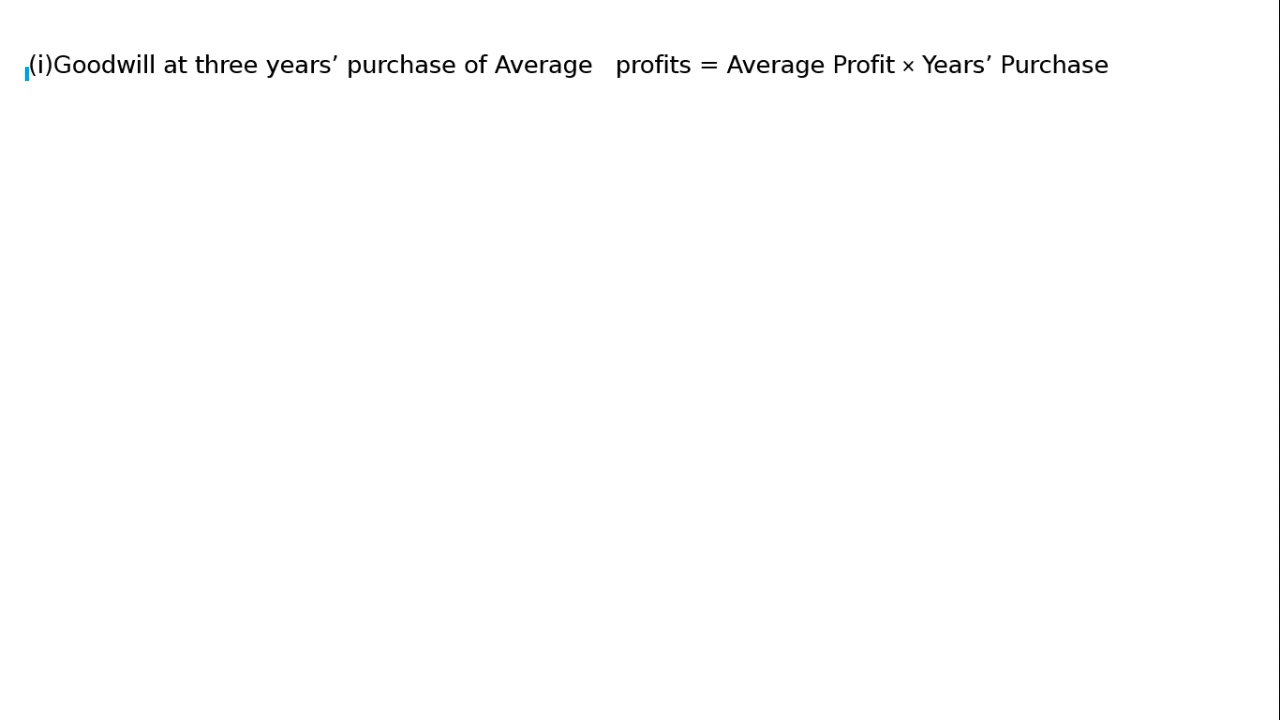 (i)Goodwill at three years’ purchase of Average   profits = Average Profit × Years’ Purchase